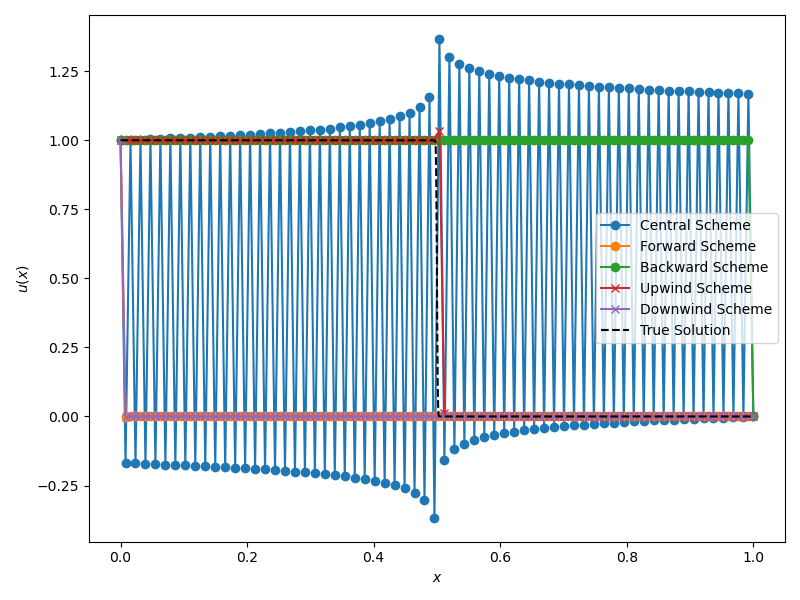 1.25
1.00
0.75
0.50
0.25
0.00
−0.25
u(x)
Central Scheme
Forward Scheme
Backward Scheme
Upwind Scheme
Downwind Scheme
True Solution
0.0 0.2 0.4 0.6 0.8 1.0
x